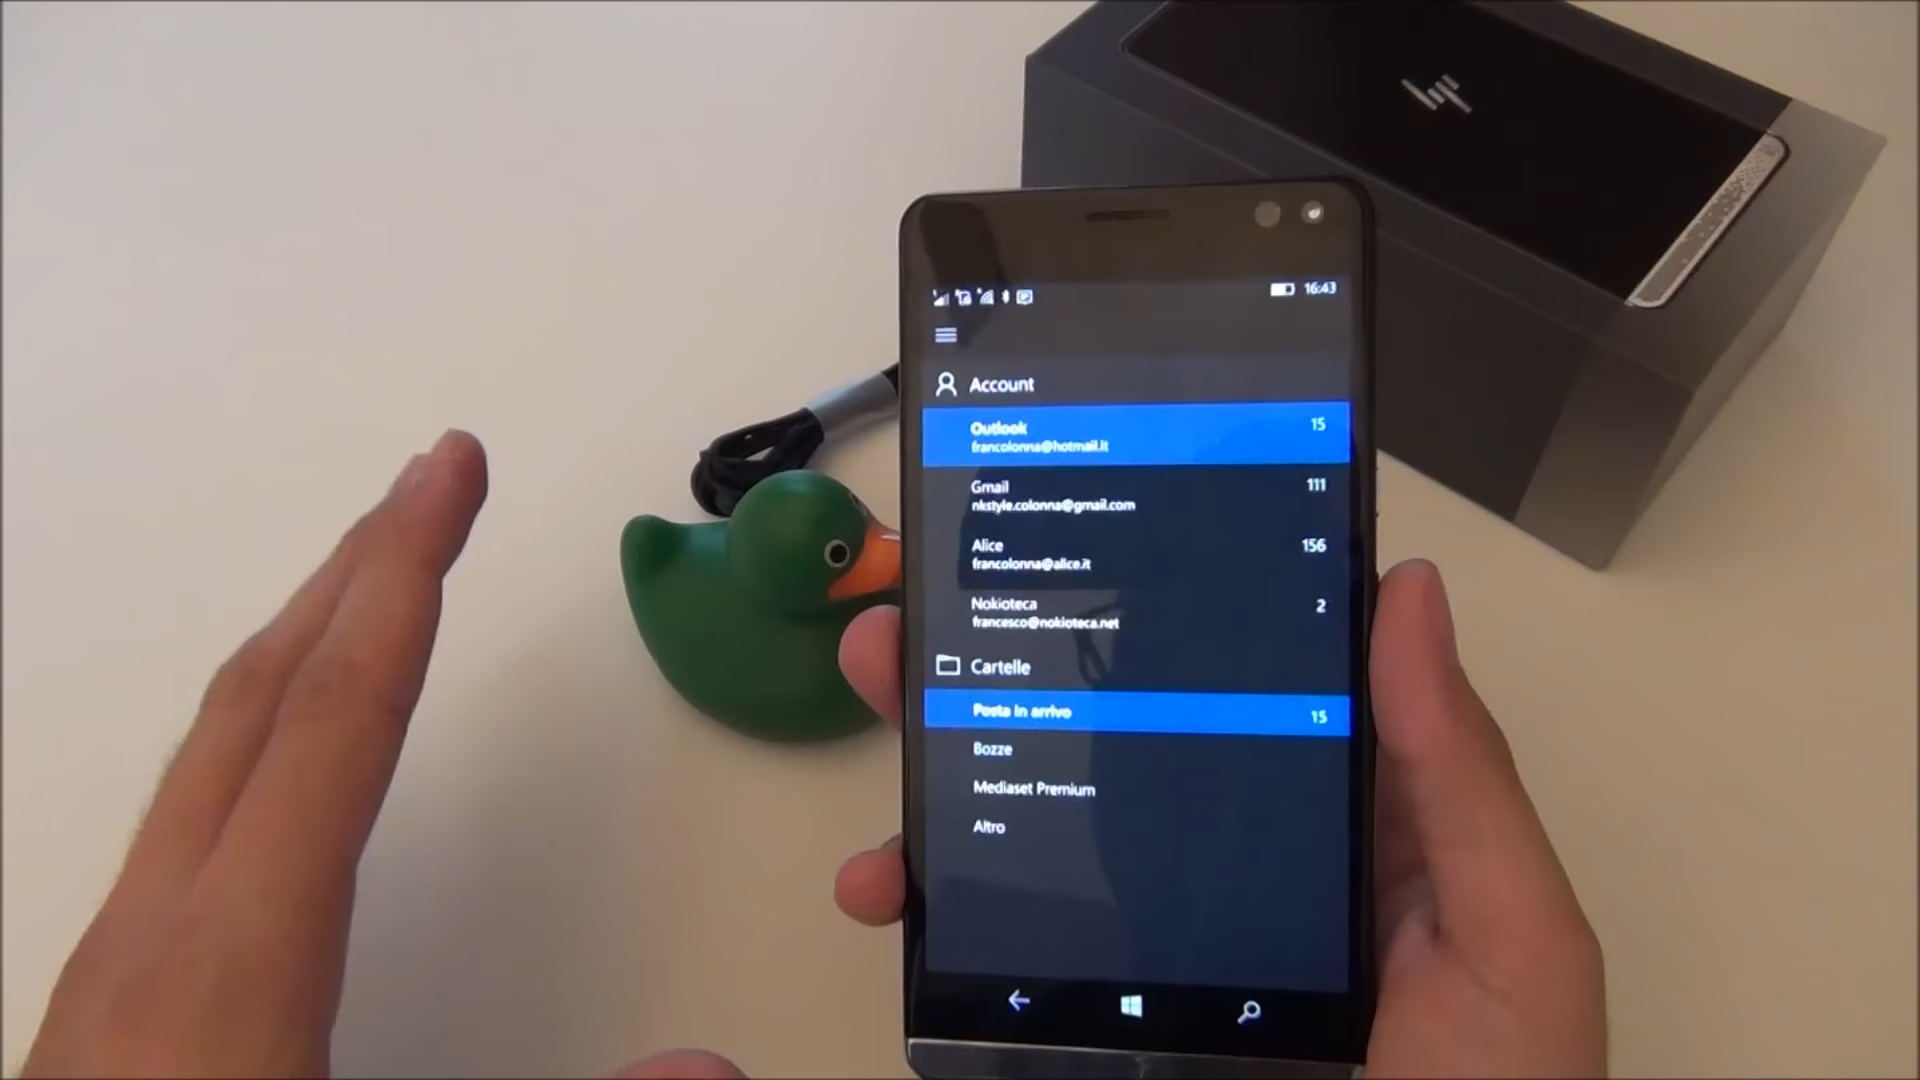 16:43
Account
Outlook 15
francolonna@hotmail.it
Gmail 111
nkstyle.colonna@gmail.com
Alice 156
francolonna@alice.it
Nokioteca 2
francesco@nokioteca.net
Cartelle
Posta in arrivo 15
Bozze
Mediaset Premium
Altro